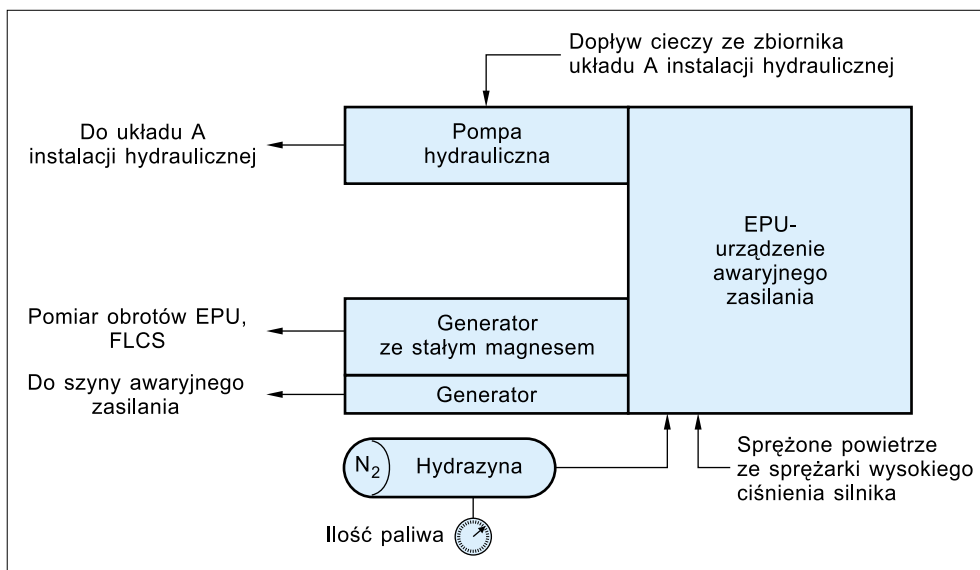 Dopływ cieczy ze zbiornika
układu A instalacji hydraulicznej
Do układu A
instalacji hydraulicznej
Pompa
hydrauliczna
EPU-
urządzenie
awaryjnego
zasilania
Pomiar obrotów EPU,
FLCS
Generator
ze stałym magnesem
Do szyny awaryjnego
zasilania
Generator
N2
Hydrazyna
Sprężone powietrze
ze sprężarki wysokiego
ciśnienia silnika
Ilość paliwa